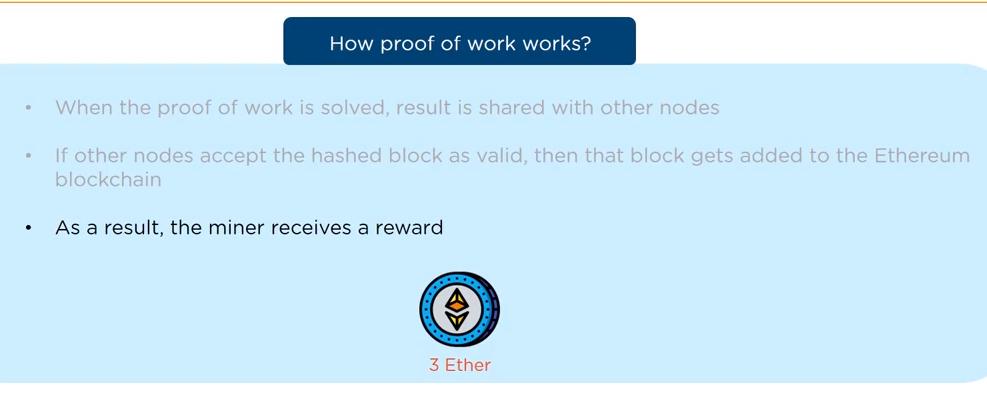 How proof of work works?
• When the proof of work is solved, result is shared with other nodes
• If other nodes accept the hashed block as valid, then that block gets added to the Ethereum
blockchain
• As a result, the miner receives a reward
3 Ether